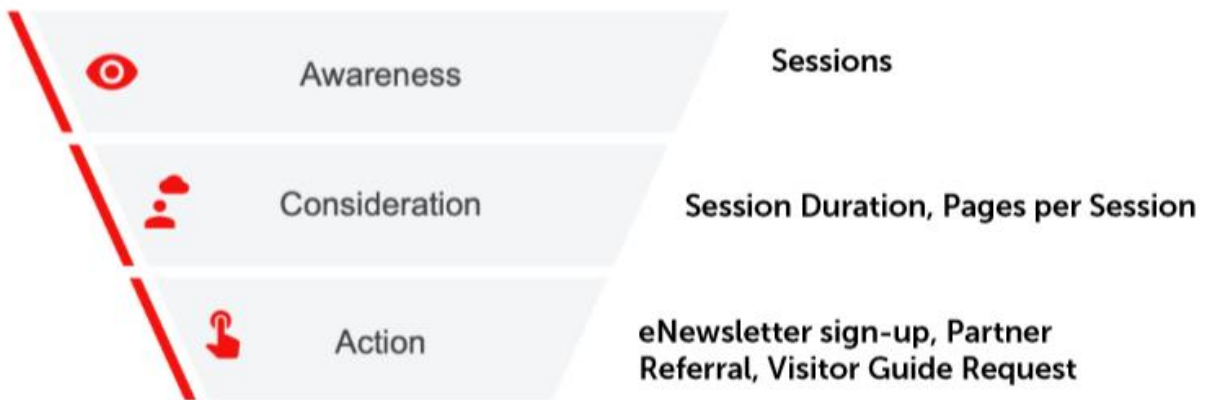 Awareness
Sessions
Consideration
Session Duration, Pages per Session
Action
eNewsletter sign-up, Partner
Referral, Visitor Guide Request